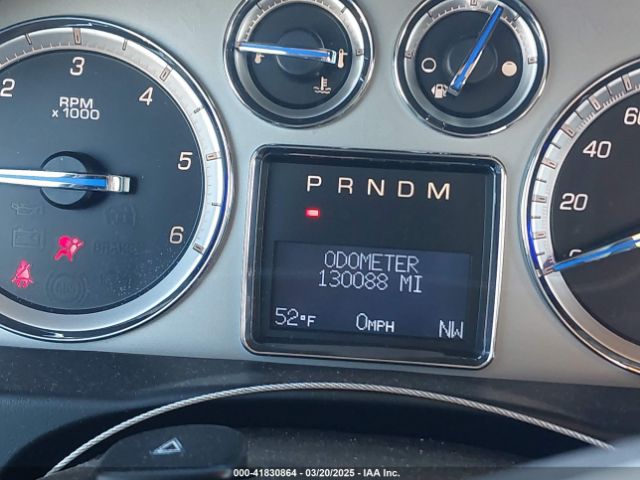 2 3 4 5 6
RPM
x 1000
BRAKE
P R N D M
ODOMETER
130088 MI
52°F 0MPH NW
60
40
20
000-41830864 - 03/20/2025 - IAA Inc.